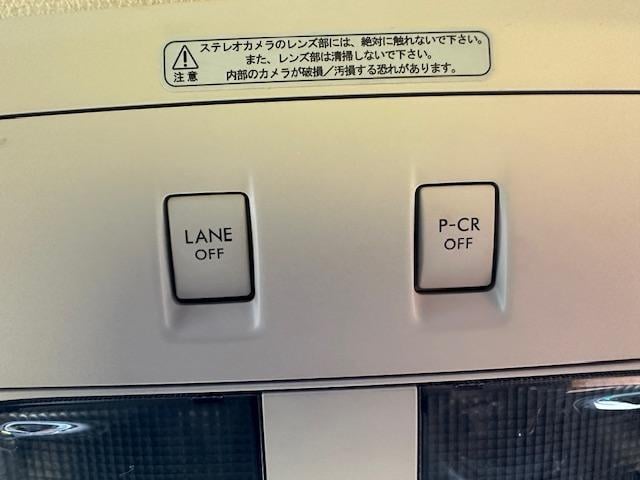 ステレオカメラのレンズ部には、絶対に触れないで下さい。
また、レンズ部は清掃しないで下さい。
内部のカメラが破損／汚損する恐れがあります。
注意
LANE
OFF
P-CR
OFF